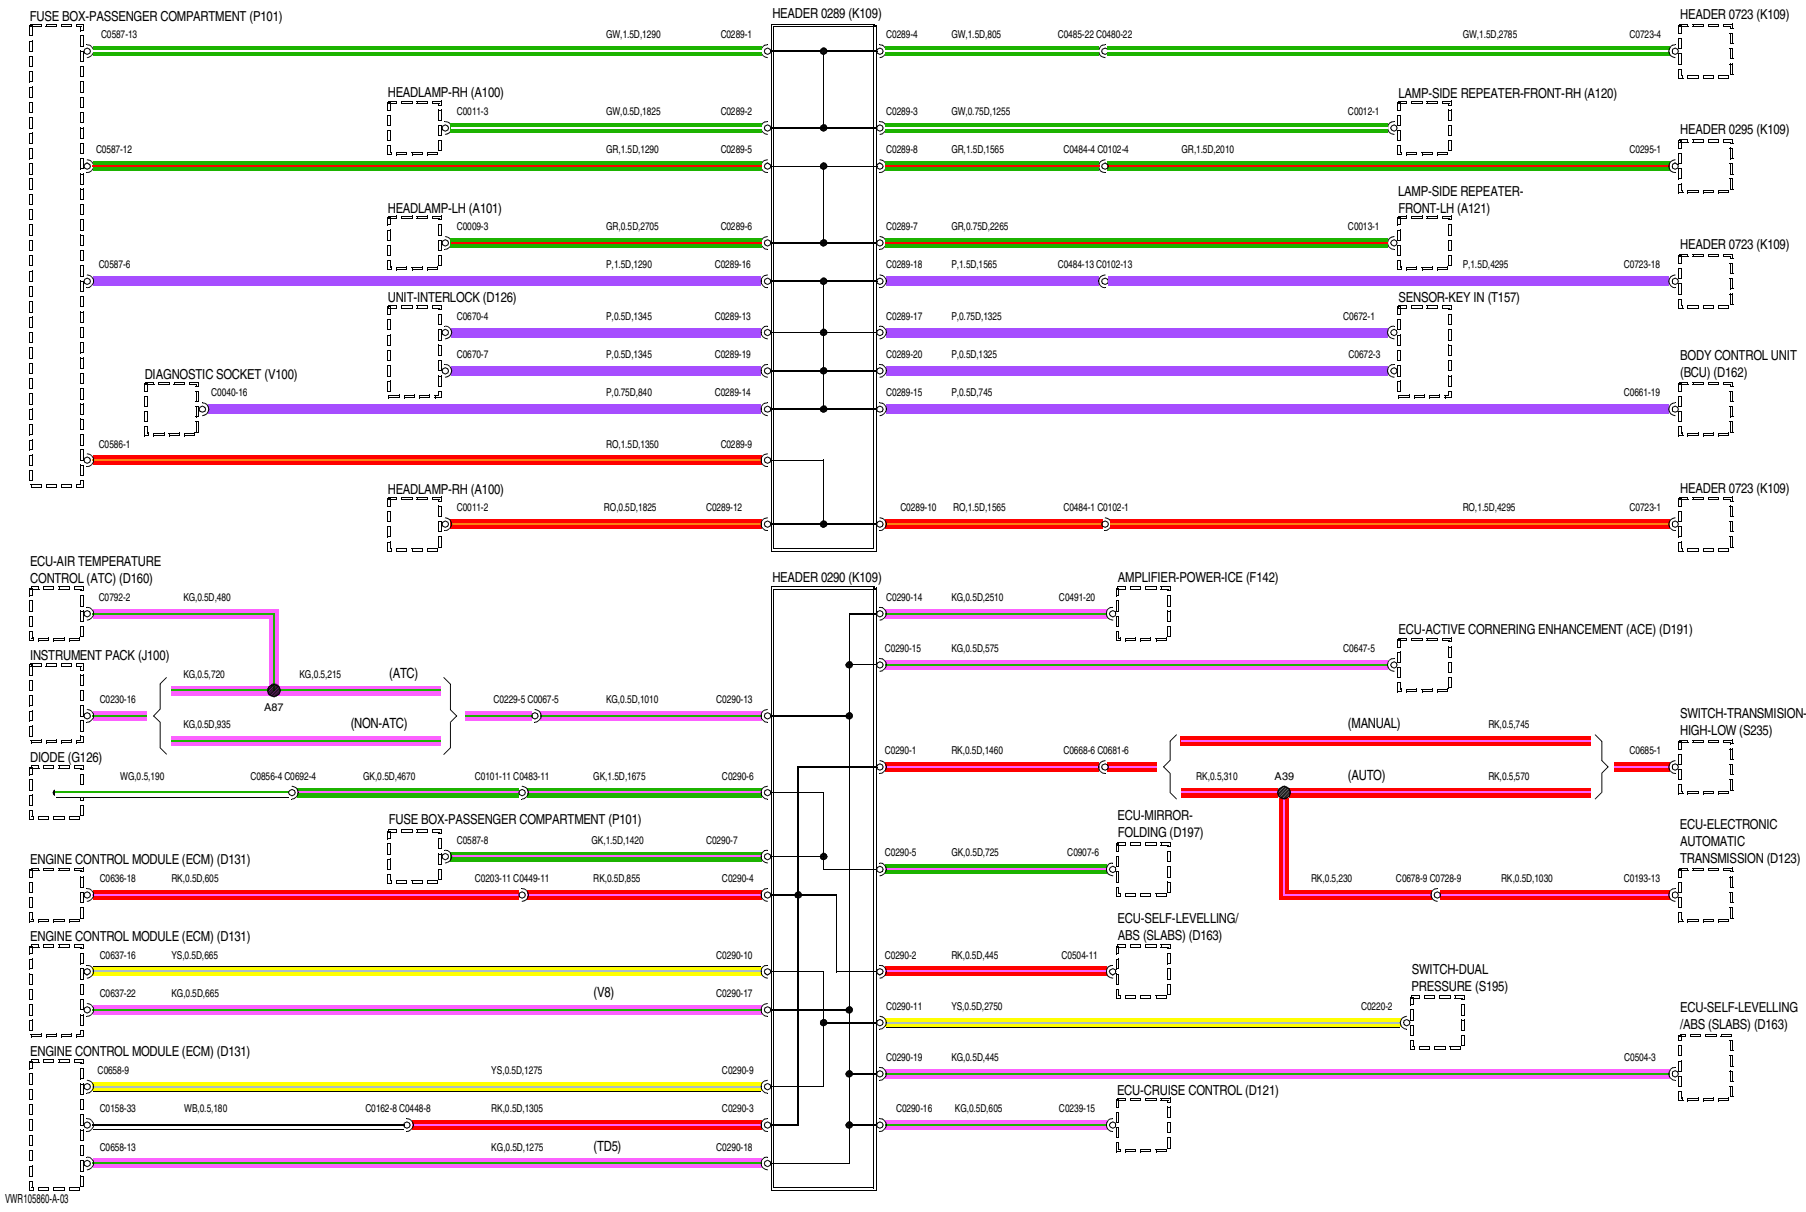 FUSE BOX-PASSENGER COMPARTMENT (P101)
HEADER 0289 (K109)
HEADER 0723 (K109)
C0587-13
GW,1.5D,1290
C0289-1
C0289-4
GW,1.5D,805
C0485-22 C0480-22
GW,1.5D,2785
C0723-4
HEADLAMP-RH (A100)
LAMP-SIDE REPEATER-FRONT-RH (A120)
C0011-3
GW,0.5D,1825
C0289-2
C0289-3
GW,0.75D,1255
C0012-1
HEADER 0295 (K109)
C0587-12
GR,1.5D,1290
C0289-5
C0289-8
GR,1.5D,1565
C0484-4 C0102-4
GR,1.5D,2010
C0295-1
LAMP-SIDE REPEATER-
FRONT-LH (A121)
HEADLAMP-LH (A101)
C0009-3
GR,0.5D,2705
C0289-6
C0289-7
GR,0.75D,2265
C0013-1
HEADER 0723 (K109)
C0587-6
P,1.5D,1290
C0289-16
C0289-18
P,1.5D,1565
C0484-13 C0102-13
P,1.5D,4295
C0723-18
UNIT-INTERLOCK (D126)
SENSOR-KEY IN (T157)
C0670-4
P,0.5D,1345
C0289-13
C0289-17
P,0.75D,1325
C0672-1
C0670-7
P,0.5D,1345
C0289-19
C0289-20
P,0.5D,1325
C0672-3
BODY CONTROL UNIT
(BCU) (D162)
DIAGNOSTIC SOCKET (V100)
C0040-16
P,0.75D,840
C0289-14
C0289-15
P,0.5D,745
C0661-19
C0586-1
RO,1.5D,1350
C0289-9
HEADLAMP-RH (A100)
HEADER 0723 (K109)
C0011-2
RO,0.5D,1825
C0289-12
C0289-10
RO,1.5D,1565
C0484-1 C0102-1
RO,1.5D,4295
C0723-1
ECU-AIR TEMPERATURE
CONTROL (ATC) (D160)
HEADER 0290 (K109)
AMPLIFIER-POWER-ICE (F142)
C0792-2
KG,0.5D,480
C0290-14
KG,0.5D,2510
C0491-20
ECU-ACTIVE CORNERING ENHANCEMENT (ACE) (D191)
INSTRUMENT PACK (J100)
C0290-15
KG,0.5D,575
C0647-5
KG,0.5,720
KG,0.5,215
(ATC)
A87
C0230-16
C0229-5 C0067-5
KG,0.5D,1010
C0290-13
KG,0.5D,935
(NON-ATC)
(MANUAL)
RK,0.5,745
SWITCH-TRANSMISION-
HIGH-LOW (S235)
C0290-1
RK,0.5D,1460
C0668-6 C0681-6
C0685-1
DIODE (G126)
WG,0.5,190
C0856-4 C0692-4
GK,0.5D,4670
C0101-11 C0483-11
GK,1.5D,1675
C0290-6
RK,0.5,310
A39
(AUTO)
RK,0.5,570
FUSE BOX-PASSENGER COMPARTMENT (P101)
ECU-MIRROR-
FOLDING (D197)
ECU-ELECTRONIC
AUTOMATIC
TRANSMISSION (D123)
C0587-8
GK,1.5D,1420
C0290-7
C0290-5
GK,0.5D,725
C0907-6
ENGINE CONTROL MODULE (ECM) (D131)
C0636-18
RK,0.5D,605
C0203-11 C0449-11
RK,0.5D,855
C0290-4
RK,0.5,230
C0678-9 C0728-9
RK,0.5D,1030
C0193-13
ECU-SELF-LEVELLING/
ABS (SLABS) (D163)
ENGINE CONTROL MODULE (ECM) (D131)
C0637-16
YS,0.5D,665
C0290-10
C0290-2
RK,0.5D,445
C0504-11
SWITCH-DUAL
PRESSURE (S195)
C0637-22
KG,0.5D,665
(V8)
C0290-17
C0290-11
YS,0.5D,2750
C0220-2
ECU-SELF-LEVELLING
/ABS (SLABS) (D163)
ENGINE CONTROL MODULE (ECM) (D131)
C0290-19
KG,0.5D,445
C0504-3
C0658-9
YS,0.5D,1275
C0290-9
ECU-CRUISE CONTROL (D121)
C0158-33
WB,0.5,180
C0162-8 C0448-8
RK,0.5D,1305
C0290-3
C0290-16
KG,0.5D,605
C0239-15
C0658-13
KG,0.5D,1275
(TD5)
C0290-18
VWR105860-A-03